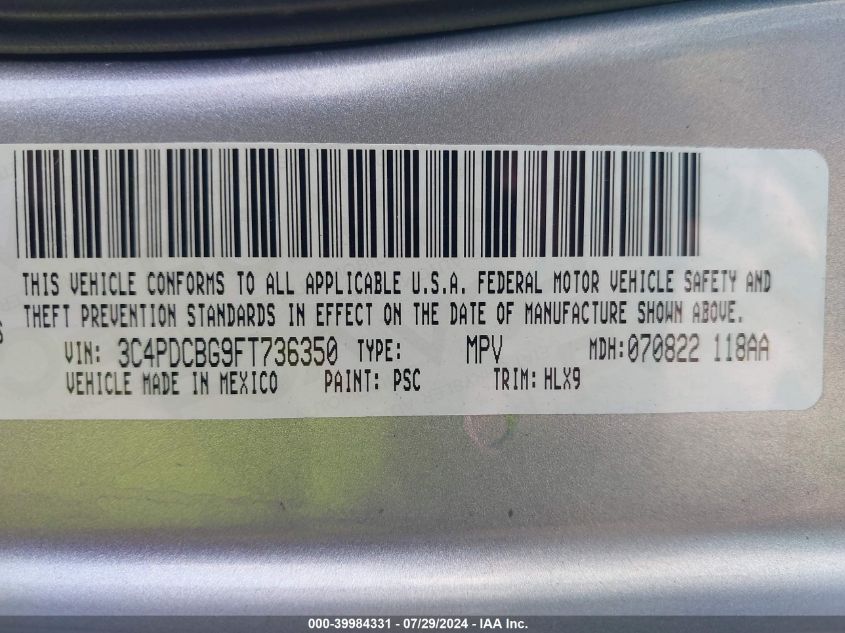 THIS VEHICLE CONFORMS TO ALL APPLICABLE U.S.A. FEDERAL MOTOR VEHICLE SAFETY AND
THEFT PREVENTION STANDARDS IN EFFECT ON THE DATE OF MANUFACTURE SHOWN ABOVE.
VIN: 3C4PDCBG9FT736350 TYPE: MPV MDH:070822 118AA
VEHICLE MADE IN MEXICO PAINT: PSC TRIM: HLX9
000-39984331 - 07/29/2024 - IAA Inc.